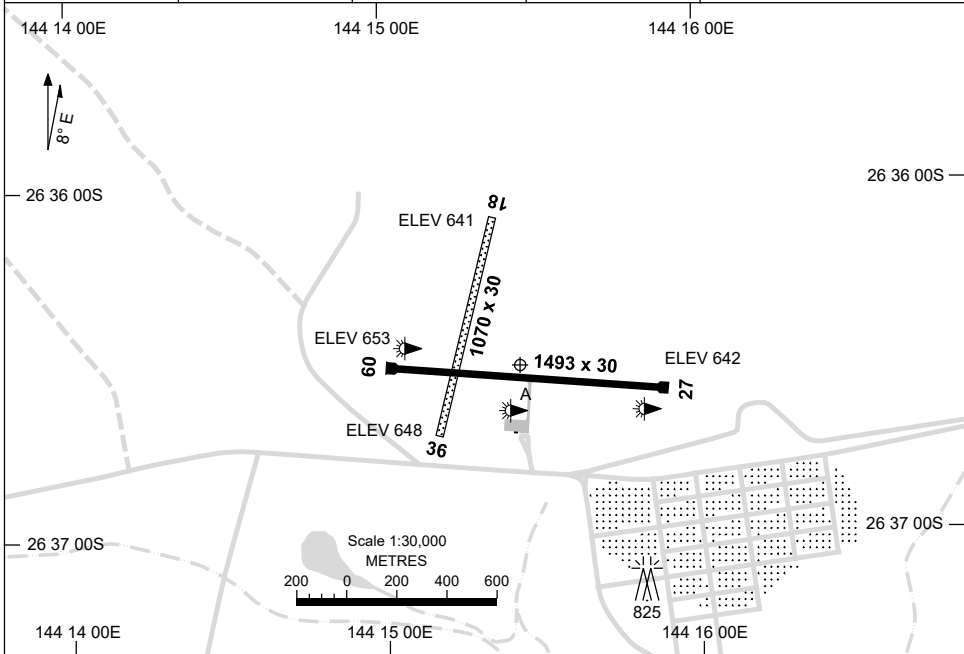 144 14 00E
144 15 00E
144 16 00E
8° E
26 36 00S
26 36 00S
18
ELEV 641
1070 x 30
ELEV 653
09
1493 x 30
ELEV 642
27
A
ELEV 648
36
26 37 00S
26 37 00S
Scale 1:30,000
METRES
200 0 200 400 600
825
144 14 00E
144 15 00E
144 16 00E